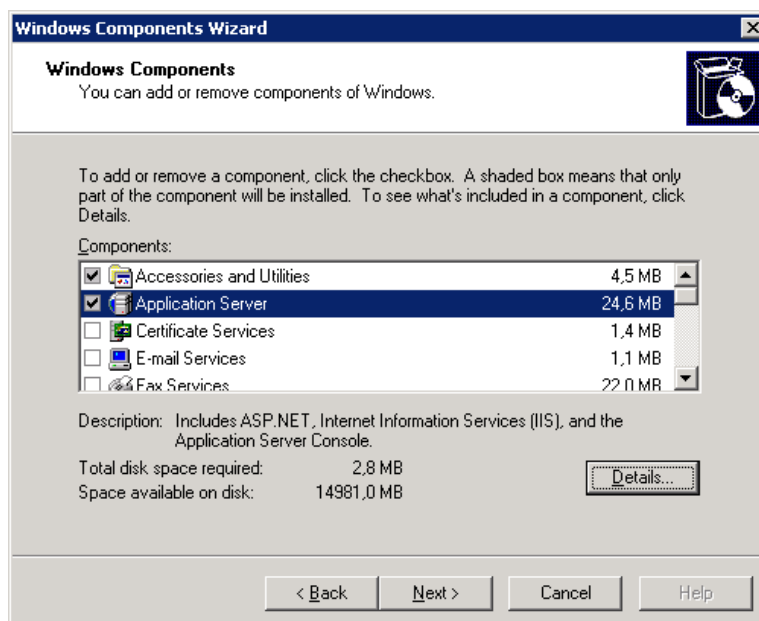 Windows Components Wizard
Windows Components
You can add or remove components of Windows.
To add or remove a component, click the checkbox. A shaded box means that only
part of the component will be installed. To see what's included in a component, click
Details.
Components:
Accessories and Utilities 4,5 MB
Application Server 24,6 MB
Certificate Services 1,4 MB
E-mail Services 1,1 MB
Fax Services 22,0 MB
Description: Includes ASP.NET, Internet Information Services (IIS), and the
Application Server Console.
Total disk space required: 2,8 MB
Space available on disk: 14981,0 MB
Details...
< Back Next > Cancel Help